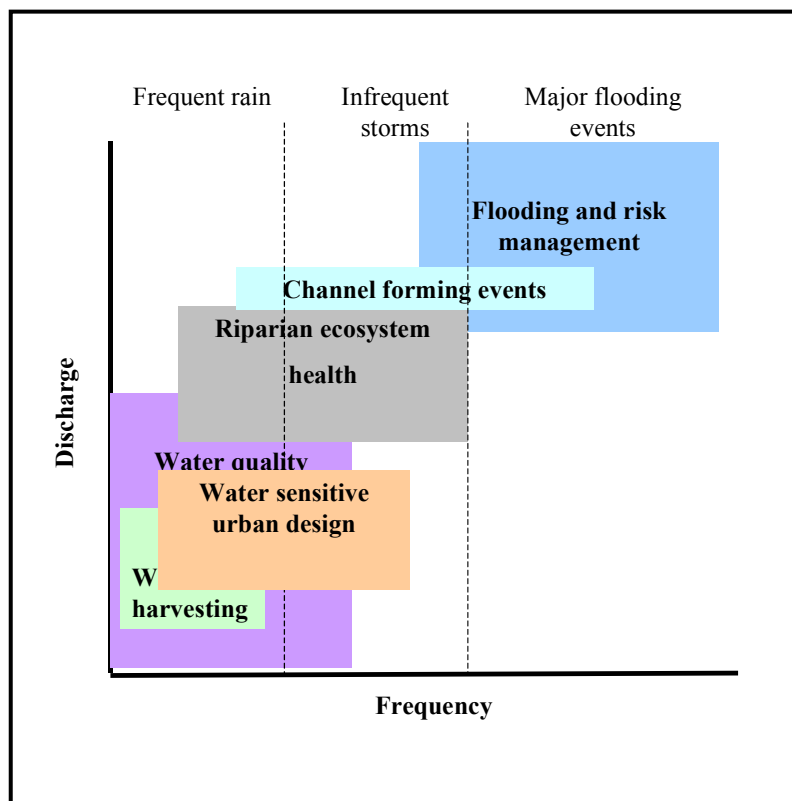 Frequent rain
Infrequent
storms
Major flooding
events
Flooding and risk
management
Channel forming events
Riparian ecosystem
health
Discharge
Water quality
Water sensitive
urban design
harvesting
Frequency